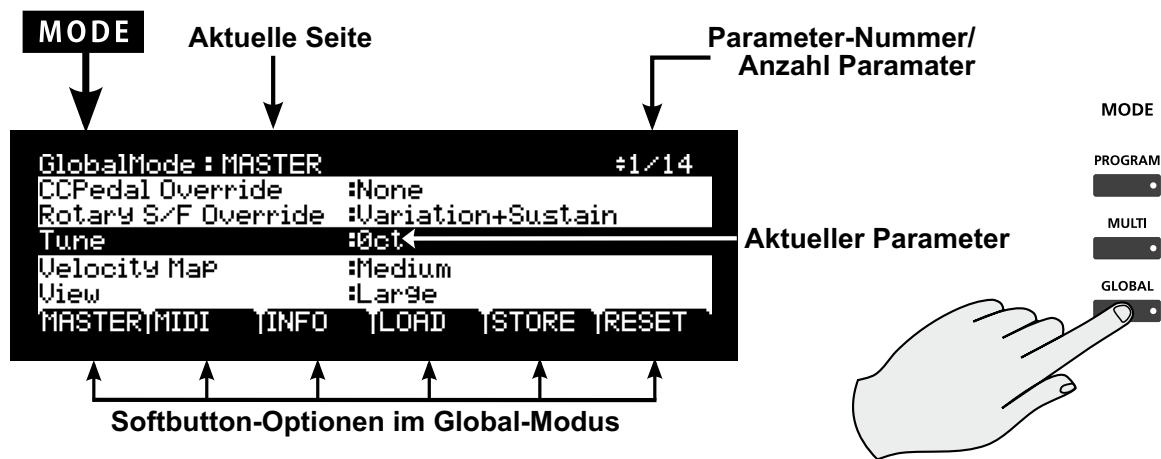 MODE
Aktuelle Seite
Parameter-Nummer/
Anzahl Paramater
GlobalMode:MASTER 1/14
CCPedal Override :None
Rotary S/F Override :Variation+Sustain
Tune :0ct
Aktueller Parameter
Velocity Map :Medium
View :Large
MASTER MIDI INFO LOAD STORE RESET
Softbutton-Optionen im Global-Modus
MODE
PROGRAM
MULTI
GLOBAL